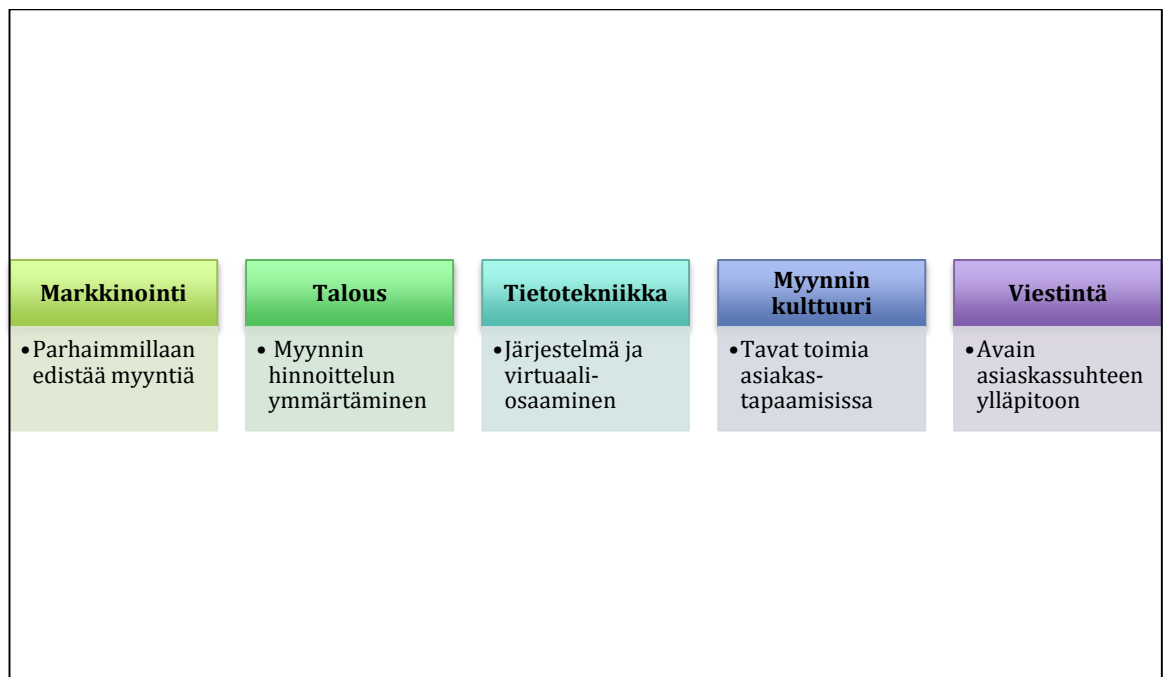 Markkinointi
•Parhaimmillaan
edistää myyntiä
Talous
• Myynnin
hinnoittelun
ymmärtäminen
Tietotekniikka
•Järjestelmä ja
virtuaali-
osaaminen
Myynnin
kulttuuri
•Tavat toimia
asiakas-
tapaamisissa
Viestintä
•Avain
asiaskassuhteen
ylläpitoon